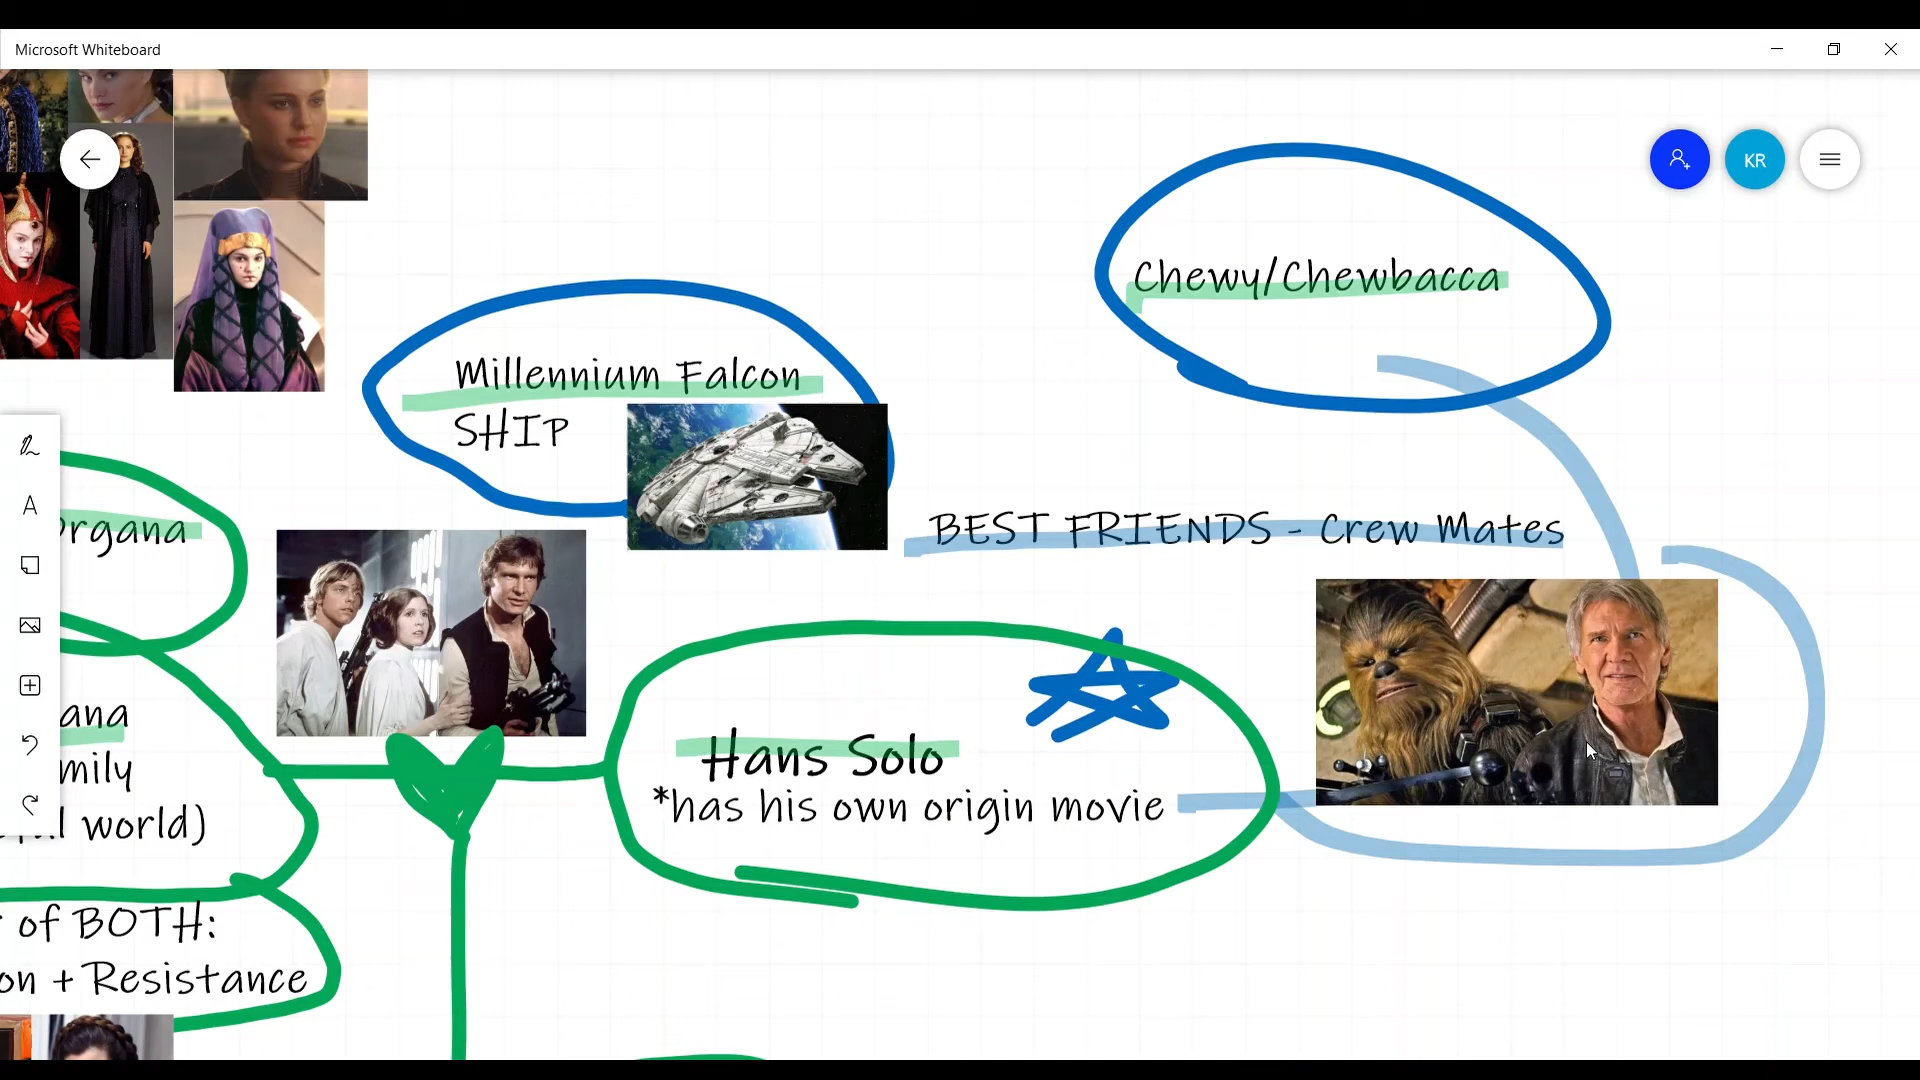 Microsoft Whiteboard
KR
Chewy/Chewbacca
Millennium Falcon
SHIP
BEST FRIENDS - Crew Mates
Organa
ana
mily
Hans Solo
*has his own origin movie
world)
of BOTH:
on + Resistance